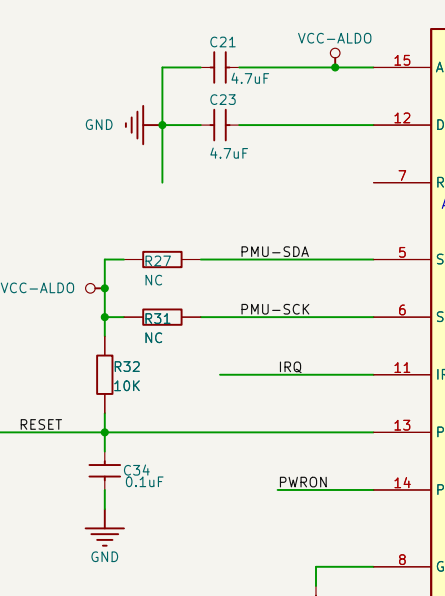 C21
VCC-ALDO
4.7uF
15
A
C23
GND
12
D
4.7uF
7
R
A
R27
PMU-SDA
5
S
NC
VCC-ALDO
R31
PMU-SCK
6
S
NC
R32
10K
IRQ
11
RESET
13
P
C34
0.1uF
PWRON
14
P
GND
8
G